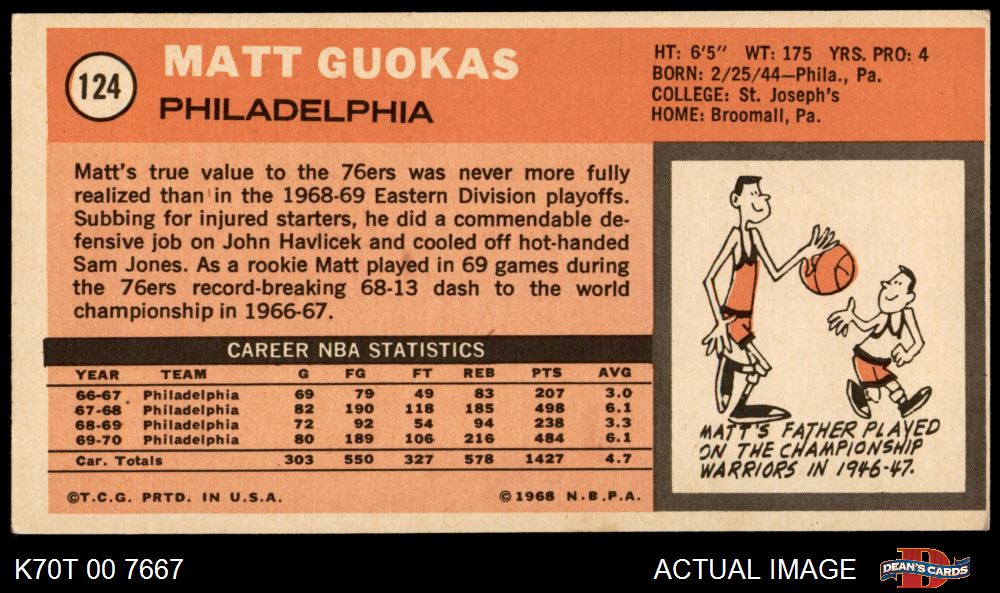 124
MATT GUOKAS
PHILADELPHIA
HT: 6'5" WT: 175 YRS. PRO: 4
BORN: 2/25/44—Phila., Pa.
COLLEGE: St. Joseph's
HOME: Broomall, Pa.
Matt's true value to the 76ers was never more fully
realized than in the 1968-69 Eastern Division playoffs.
Subbing for injured starters, he did a commendable de-
fensive job on John Havlicek and cooled off hot-handed
Sam Jones. As a rookie Matt played in 69 games during
the 76ers record-breaking 68-13 dash to the world
championship in 1966-67.
CAREER NBA STATISTICS
YEAR TEAM G FG FT REB PTS AVG
66-67 Philadelphia 69 79 49 83 207 3.0
67-68 Philadelphia 82 190 118 185 498 6.1
68-69 Philadelphia 72 92 54 94 238 3.3
69-70 Philadelphia 80 189 106 216 484 6.1
Car. Totals 303 550 327 578 1427 4.7
©T.C.G. PRTD. IN U.S.A. ©1968 N.B.P.A.
MATT'S FATHER PLAYED
ON THE CHAMPIONSHIP
WARRIORS IN 1946-47.
K70T 00 7667
ACTUAL IMAGE
D
DEAN'S CARDS